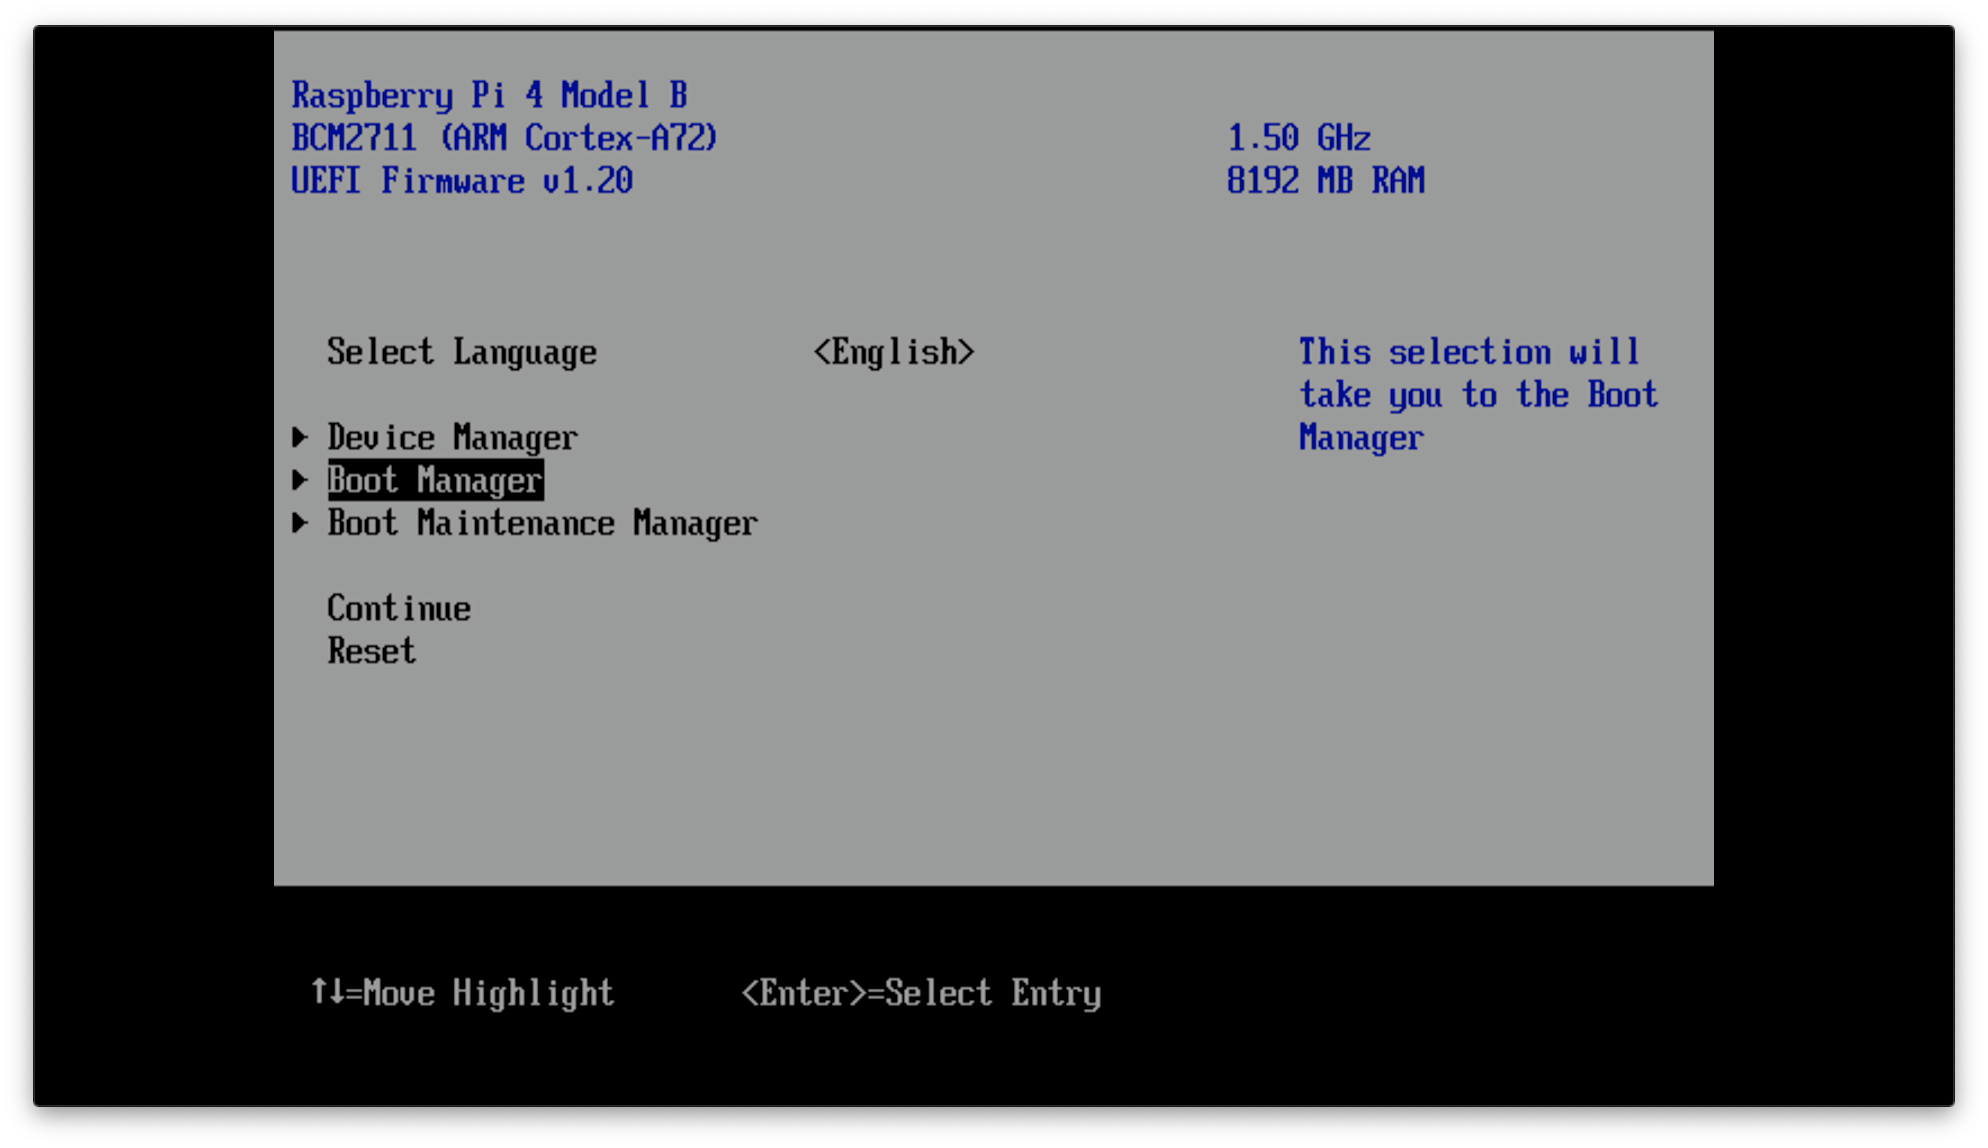 Raspberry Pi 4 Model B
BCM2711 (ARM Cortex-A72) 1.50 GHz
UEFI Firmware v1.20 8192 MB RAM
Select Language <English> This selection will
take you to the Boot
▶ Device Manager Manager
▶ Boot Manager
▶ Boot Maintenance Manager
Continue
Reset
↑↓=Move Highlight <Enter>=Select Entry